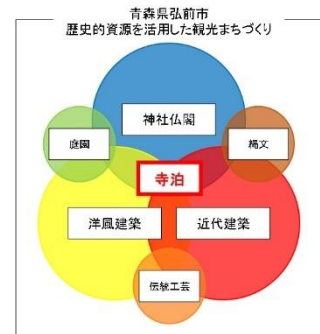 青森県弘前市
歴史的資源を活用した観光まちづくり
神社仏閣
庭園
縄文
寺泊
洋風建築
近代建築
伝統工芸